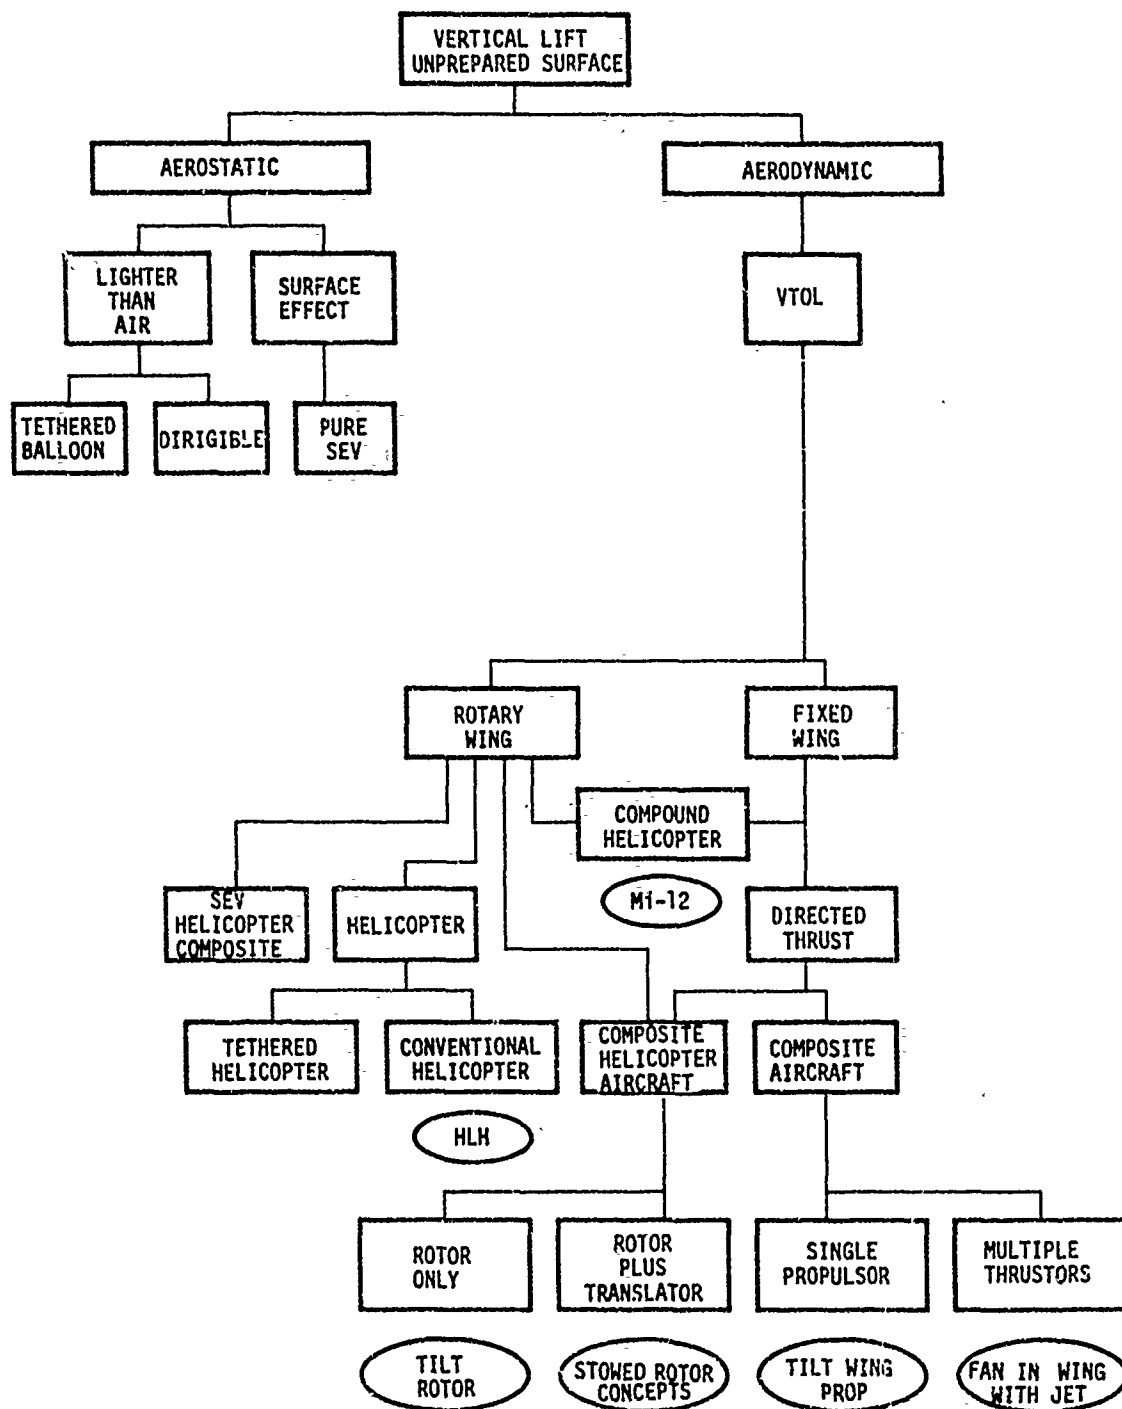 VERTICAL LIFT
UNPREPARED SURFACE
AEROSTATIC
AERODYNAMIC
LIGHTER
THAN
AIR
SURFACE
EFFECT
VTOL
TETHERED
BALLOON
DIRIGIBLE
PURE
SEV
ROTARY
WING
FIXED
WING
COMPOUND
HELICOPTER
Mi-12
SEV
HELICOPTER
COMPOSITE
HELICOPTER
DIRECTED
THRUST
TETHERED
HELICOPTER
CONVENTIONAL
HELICOPTER
COMPOSITE
HELICOPTER
AIRCRAFT
COMPOSITE
AIRCRAFT
HLH
ROTOR
ONLY
ROTOR
PLUS
TRANSLATOR
SINGLE
PROPULSOR
MULTIPLE
THRUSTORS
TILT
ROTOR
STOWED ROTOR
CONCEPTS
TILT WING
PROP
FAN IN WING
WITH JET